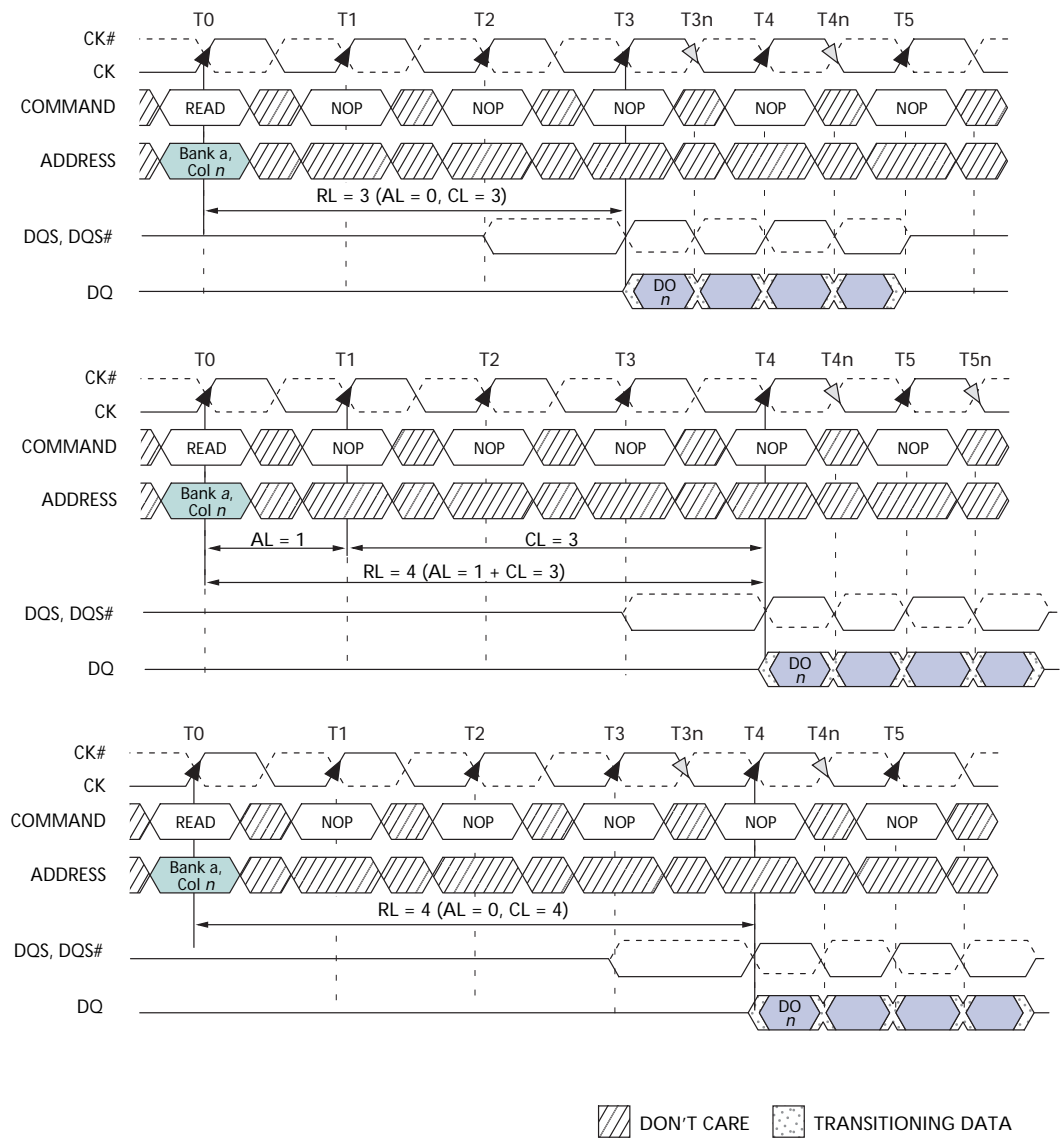 T0 T1 T2 T3 T3n T4 T4n T5
CK#
CK
COMMAND READ NOP NOP NOP NOP NOP
ADDRESS Bank a,
Col n
RL = 3 (AL = 0, CL = 3)
DQS, DQS#
DQ DO
n
T0 T1 T2 T3 T4 T4n T5 T5n
CK#
CK
COMMAND READ NOP NOP NOP NOP NOP
ADDRESS Bank a,
Col n
AL = 1 CL = 3
RL = 4 (AL = 1 + CL = 3)
DQS, DQS#
DQ DO
n
T0 T1 T2 T3 T3n T4 T4n T5
CK#
CK
COMMAND READ NOP NOP NOP NOP NOP
ADDRESS Bank a,
Col n
RL = 4 (AL = 0, CL = 4)
DQS, DQS#
DQ DO
n
DON'T CARE TRANSITIONING DATA